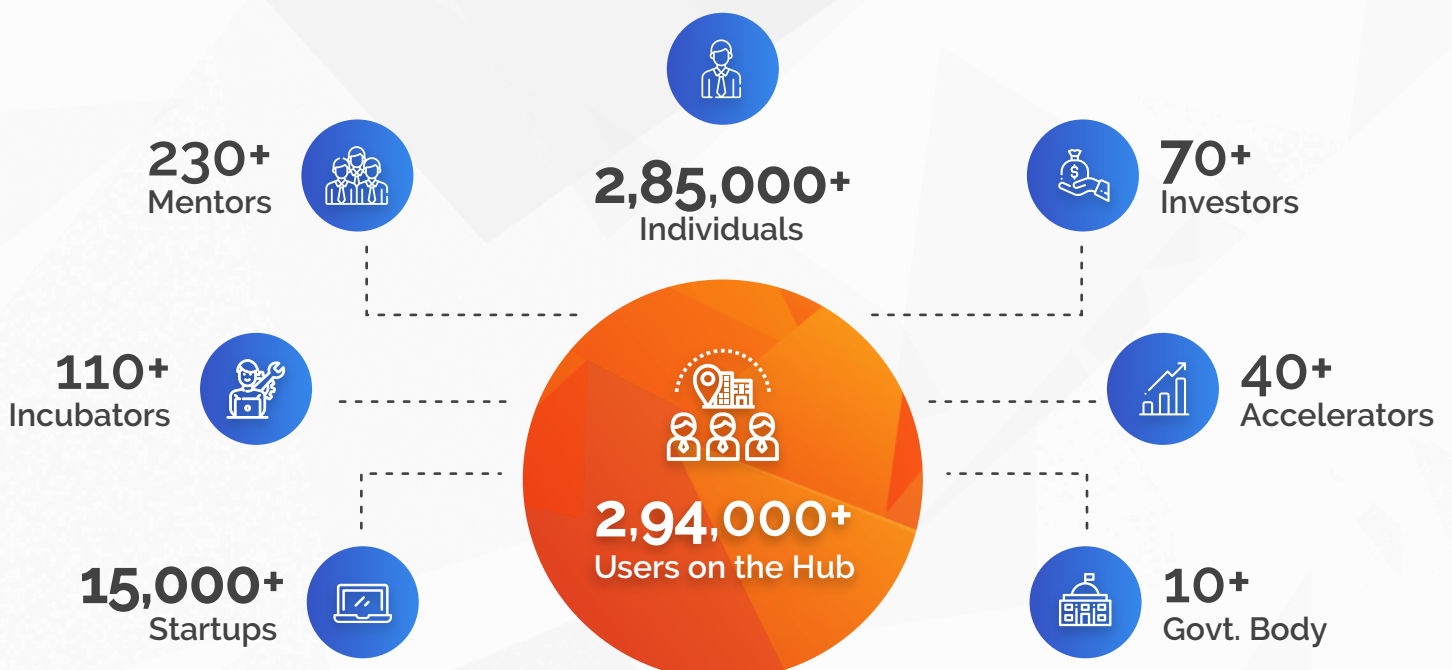 230+
Mentors
2,85,000+
Individuals
70+
Investors
110+
Incubators
40+
Accelerators
2,94,000+
Users on the Hub
15,000+
Startups
10+
Govt. Body